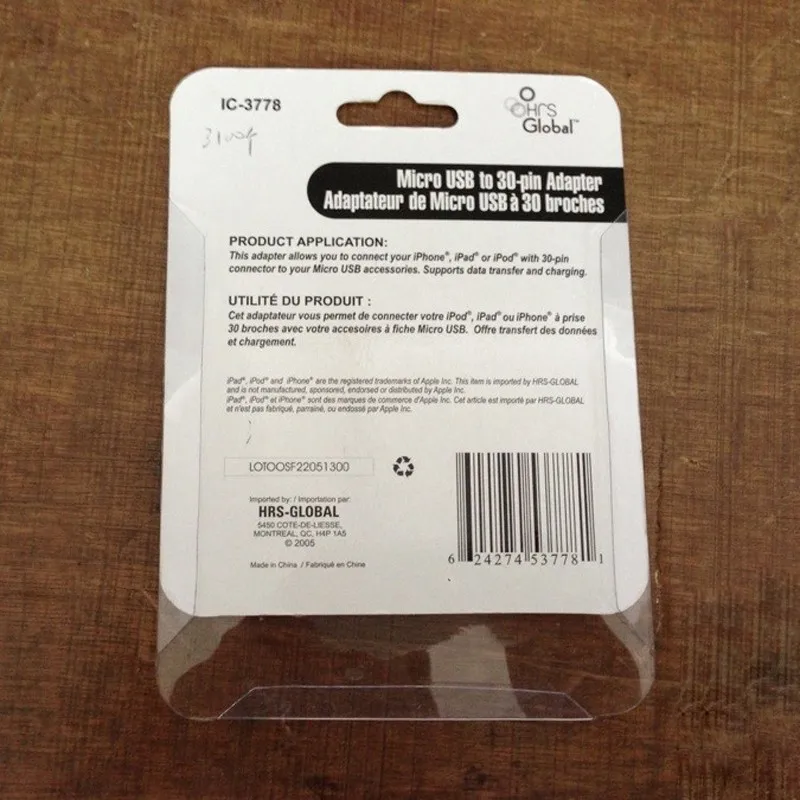 IC-3778
HRS
Global™
Micro USB to 30-pin Adapter
Adaptateur de Micro USB à 30 broches
PRODUCT APPLICATION:
This adapter allows you to connect your iPhone®, iPad® or iPod® with 30-pin
connector to your Micro USB accessories. Supports data transfer and charging.
UTILITÉ DU PRODUIT :
Cet adaptateur vous permet de connecter votre iPod®, iPad® ou iPhone® à prise
30 broches avec votre accesoires à fiche Micro USB. Offre transfert des données
et chargement.
iPad®, iPod® and iPhone® are the registered trademarks of Apple Inc. This item is imported by HRS-GLOBAL
and is not manufactured, sponsored, endorsed or distributed by Apple Inc.
iPad®, iPod® et iPhone® sont des marques de commerce d'Apple Inc. Cet article est importé par HRS-GLOBAL
et n'est pas fabriqué, parrainé, ou endossé par Apple Inc.
LOTOOSF22051300
Imported by: / Importation par:
HRS-GLOBAL
5450 COTE-DE-LIESSE,
MONTREAL, QC, H4P 1A5
© 2005
Made in China / Fabriqué en Chine
6 24274 53778 1